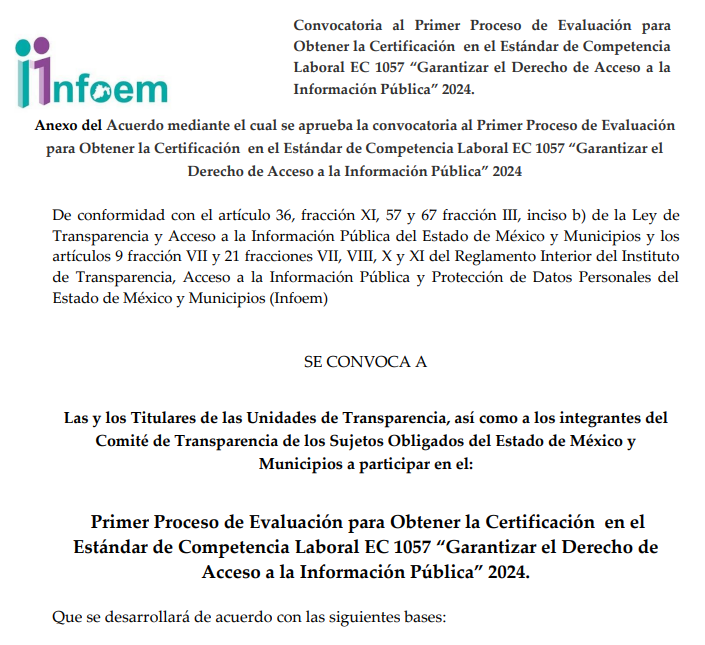 Convocatoria al Primer Proceso de Evaluación para
Obtener la Certificación en el Estándar de Competencia
Laboral EC 1057 “Garantizar el Derecho de Acceso a la
Información Pública” 2024.
infoem
Anexo del Acuerdo mediante el cual se aprueba la convocatoria al Primer Proceso de Evaluación
para Obtener la Certificación en el Estándar de Competencia Laboral EC 1057 “Garantizar el
Derecho de Acceso a la Información Pública” 2024
De conformidad con el artículo 36, fracción XI, 57 y 67 fracción III, inciso b) de la Ley de
Transparencia y Acceso a la Información Pública del Estado de México y Municipios y los
artículos 9 fracción VII y 21 fracciones VII, VIII, X y XI del Reglamento Interior del Instituto
de Transparencia, Acceso a la Información Pública y Protección de Datos Personales del
Estado de México y Municipios (Infoem)
SE CONVOCA A
Las y los Titulares de las Unidades de Transparencia, así como a los integrantes del
Comité de Transparencia de los Sujetos Obligados del Estado de México y
Municipios a participar en el:
Primer Proceso de Evaluación para Obtener la Certificación en el
Estándar de Competencia Laboral EC 1057 “Garantizar el Derecho de
Acceso a la Información Pública” 2024.
Que se desarrollará de acuerdo con las siguientes bases: